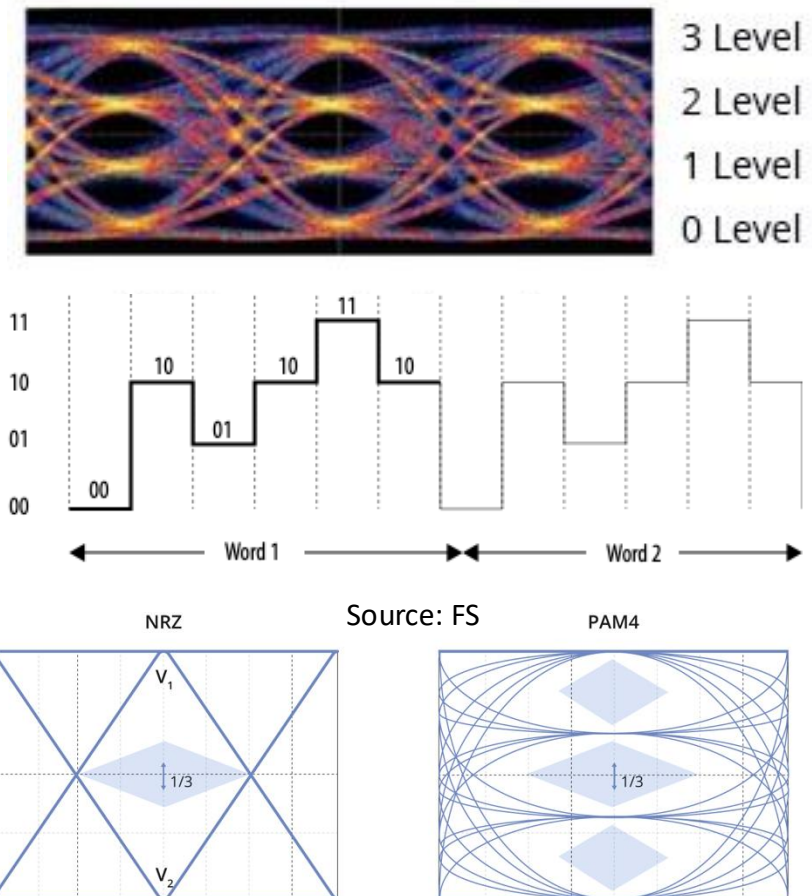 3 Level
2 Level
1 Level
0 Level
11
11
10
10
10
10
01
01
00
00
Word 1
Word 2
Source: FS
NRZ
PAM4
V1
1/3
1/3
V2